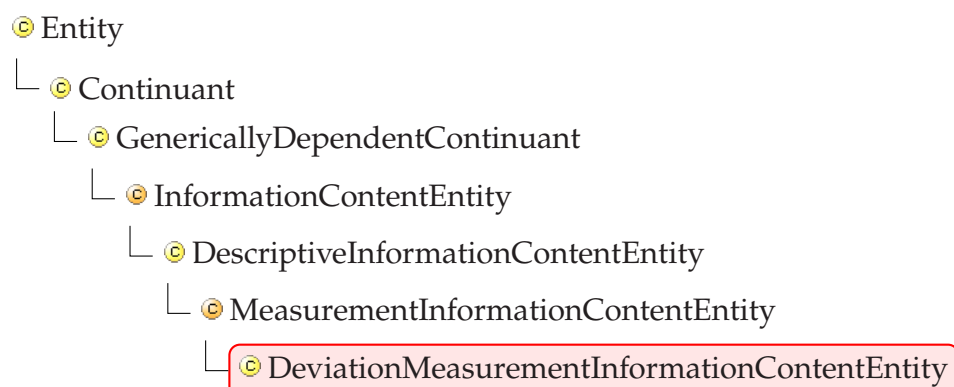 Entity
Continuant
GenericallyDependentContinuant
InformationContentEntity
DescriptiveInformationContentEntity
MeasurementInformationContentEntity
DeviationMeasurementInformationContentEntity